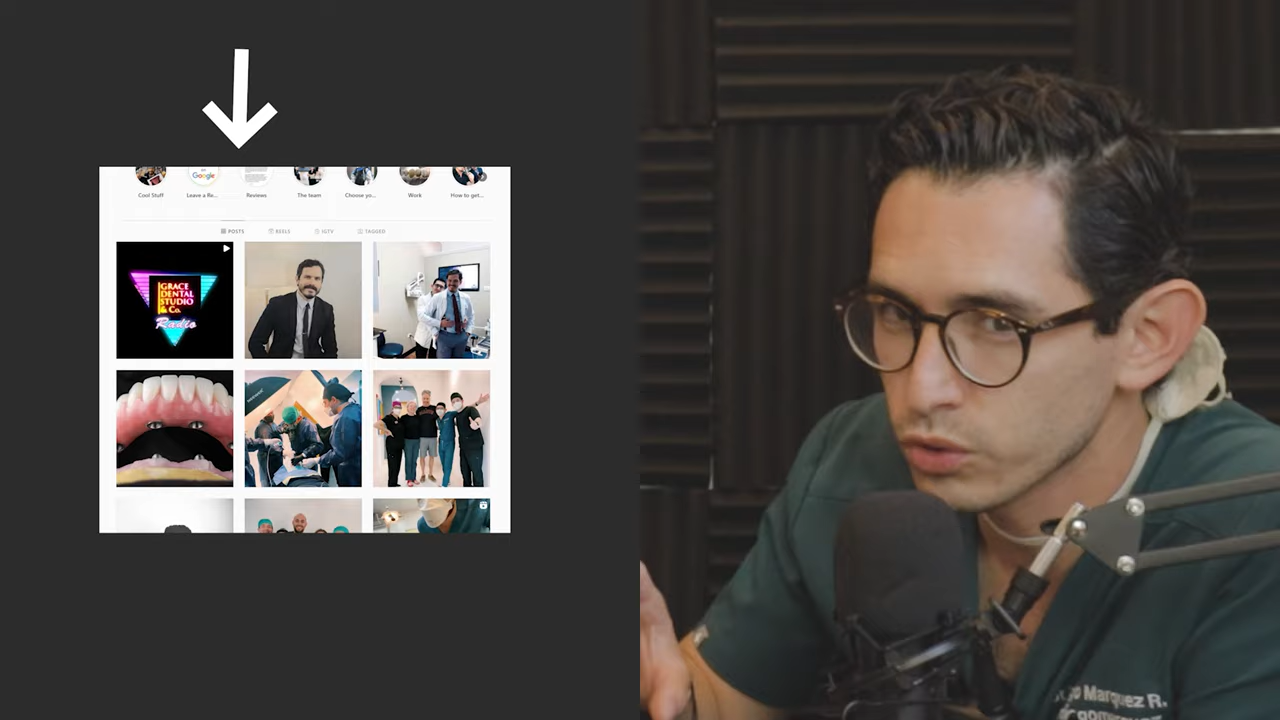 Google
Cool Stuff
Leave a Re...
Reviews
The team
Choose yo...
Work
How to get...
POSTS
REELS
IGTV
TAGGED
GRACE
DENTAL
STUDIO
& Co.
Radio
Marquez R.